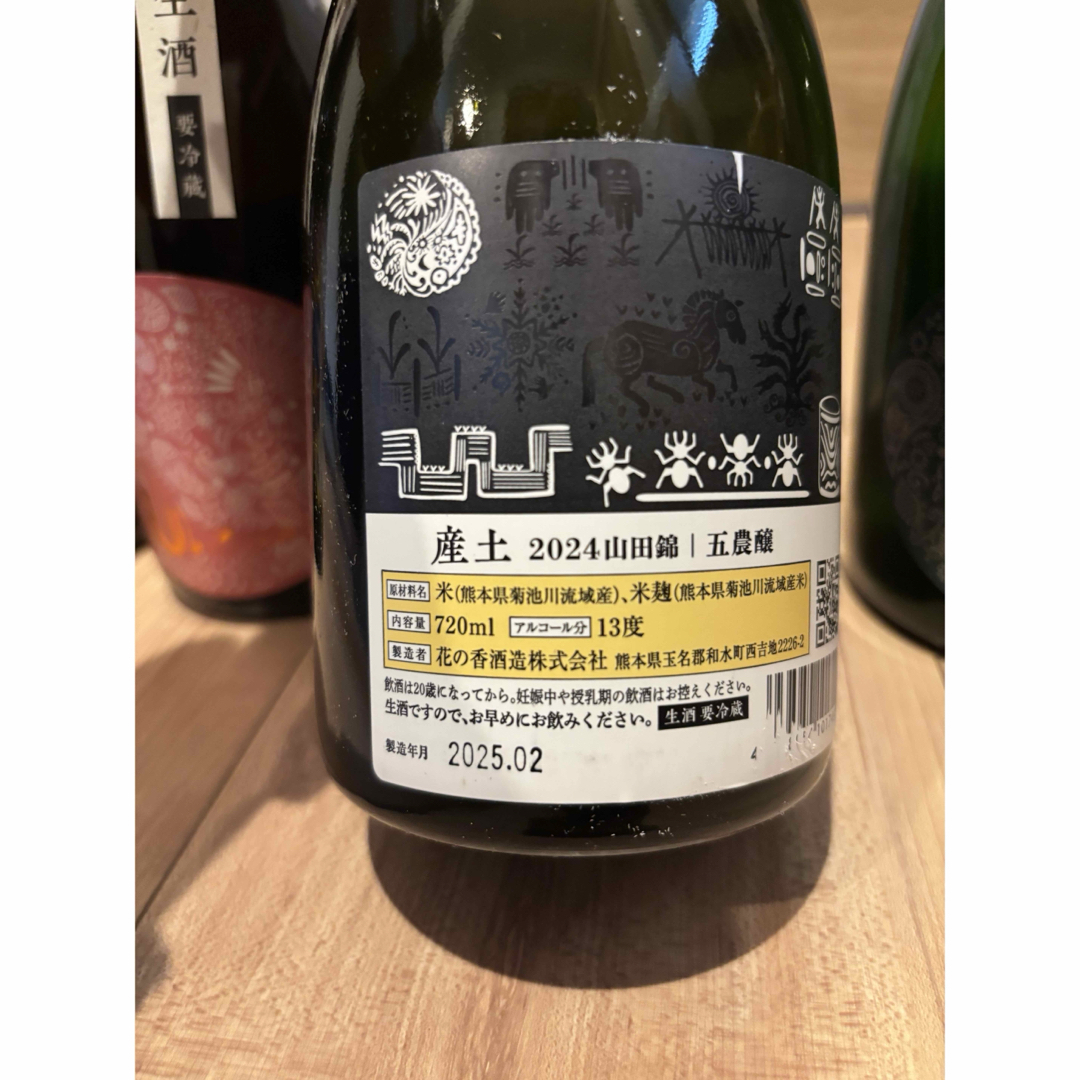 生酒
要冷蔵
産土 2024山田錦|五農醸
原材料名 米(熊本県菊池川流域産)、米麹(熊本県菊池川流域産米)
内容量 720ml アルコール分 13度
製造者 花の香酒造株式会社 熊本県玉名郡和水町西吉地2226-2
飲酒は20歳になってから。妊娠中や授乳期の飲酒はお控えください。
生酒ですので、お早めにお飲みください。 生酒 要冷蔵
製造年月 2025.02